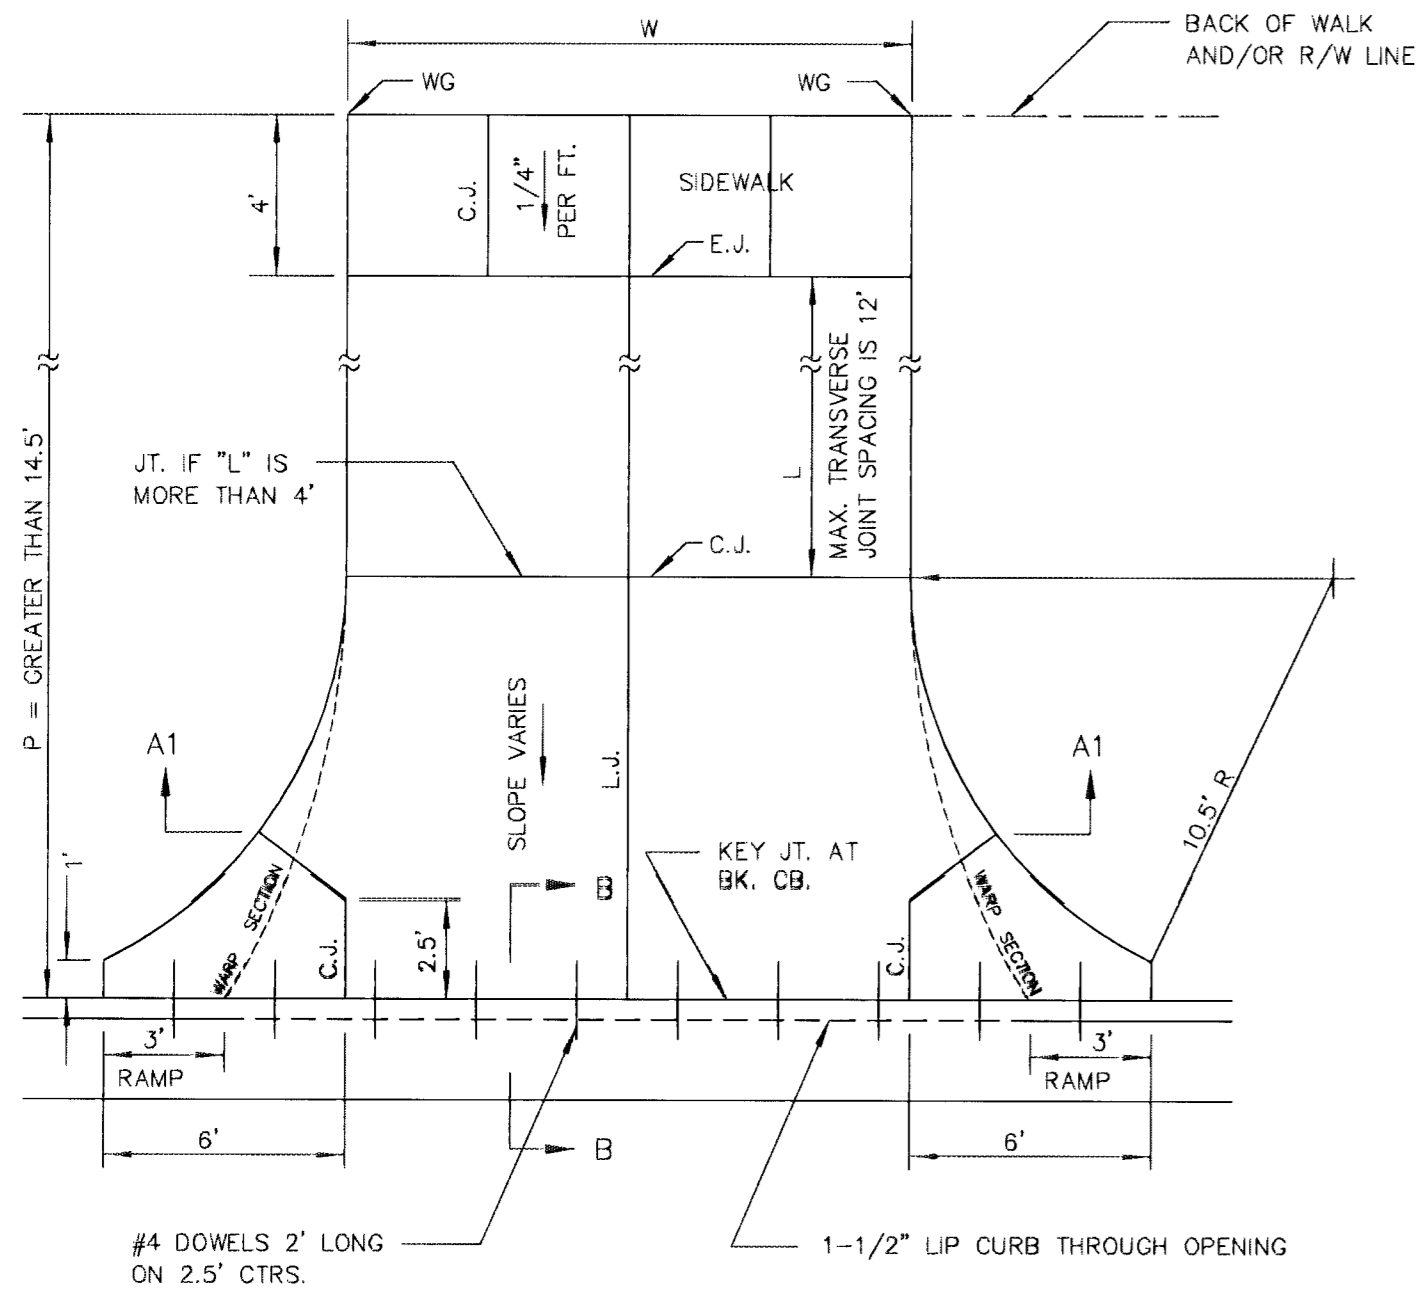 W
BACK OF WALK
AND/OR R/W LINE
WG
WG
4'
C.J.
1/4"
PER FT.
SIDEWALK
E.J.
P = GREATER THAN 14.5'
JT. IF "L" IS
MORE THAN 4'
L
MAX. TRANSVERSE
JOINT SPACING IS 12'
C.J.
A1
A1
SLOPE VARIES
L.J.
10.5' R
KEY JT. AT
BK. CB.
1'
WARP SECTION
C.J.
2.5'
B
C.J.
WARP SECTION
3'
RAMP
3'
RAMP
6'
B
6'
#4 DOWELS 2' LONG
ON 2.5' CTRS.
1-1/2" LIP CURB THROUGH OPENING